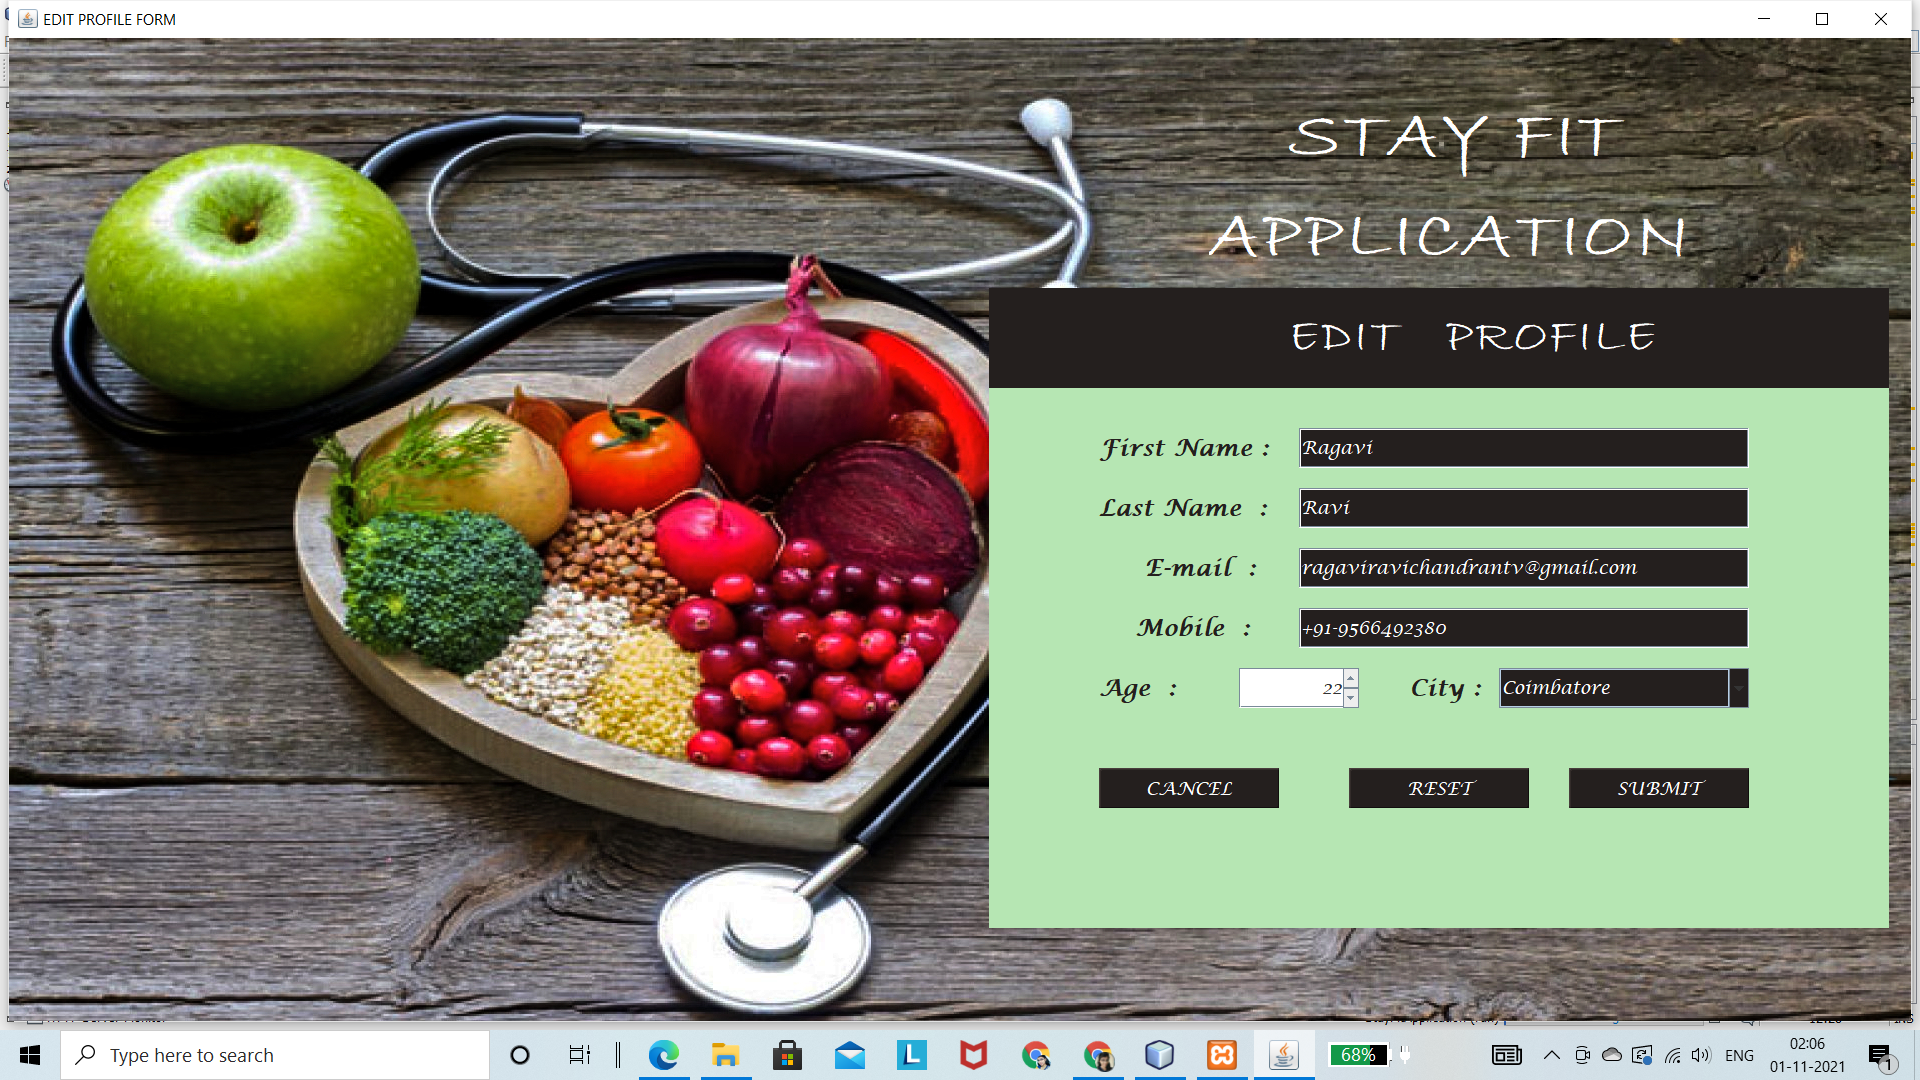 EDIT PROFILE FORM
STAY FIT
APPLICATION
EDIT PROFILE
First Name : Ragavi
Last Name : Ravi
E-mail : ragaviravichandrantv@gmail.com
Mobile : +91-9566492380
Age : 22 City : Coimbatore
CANCEL RESET SUBMIT
Type here to search
68%
ENG
02:06
01-11-2021
1